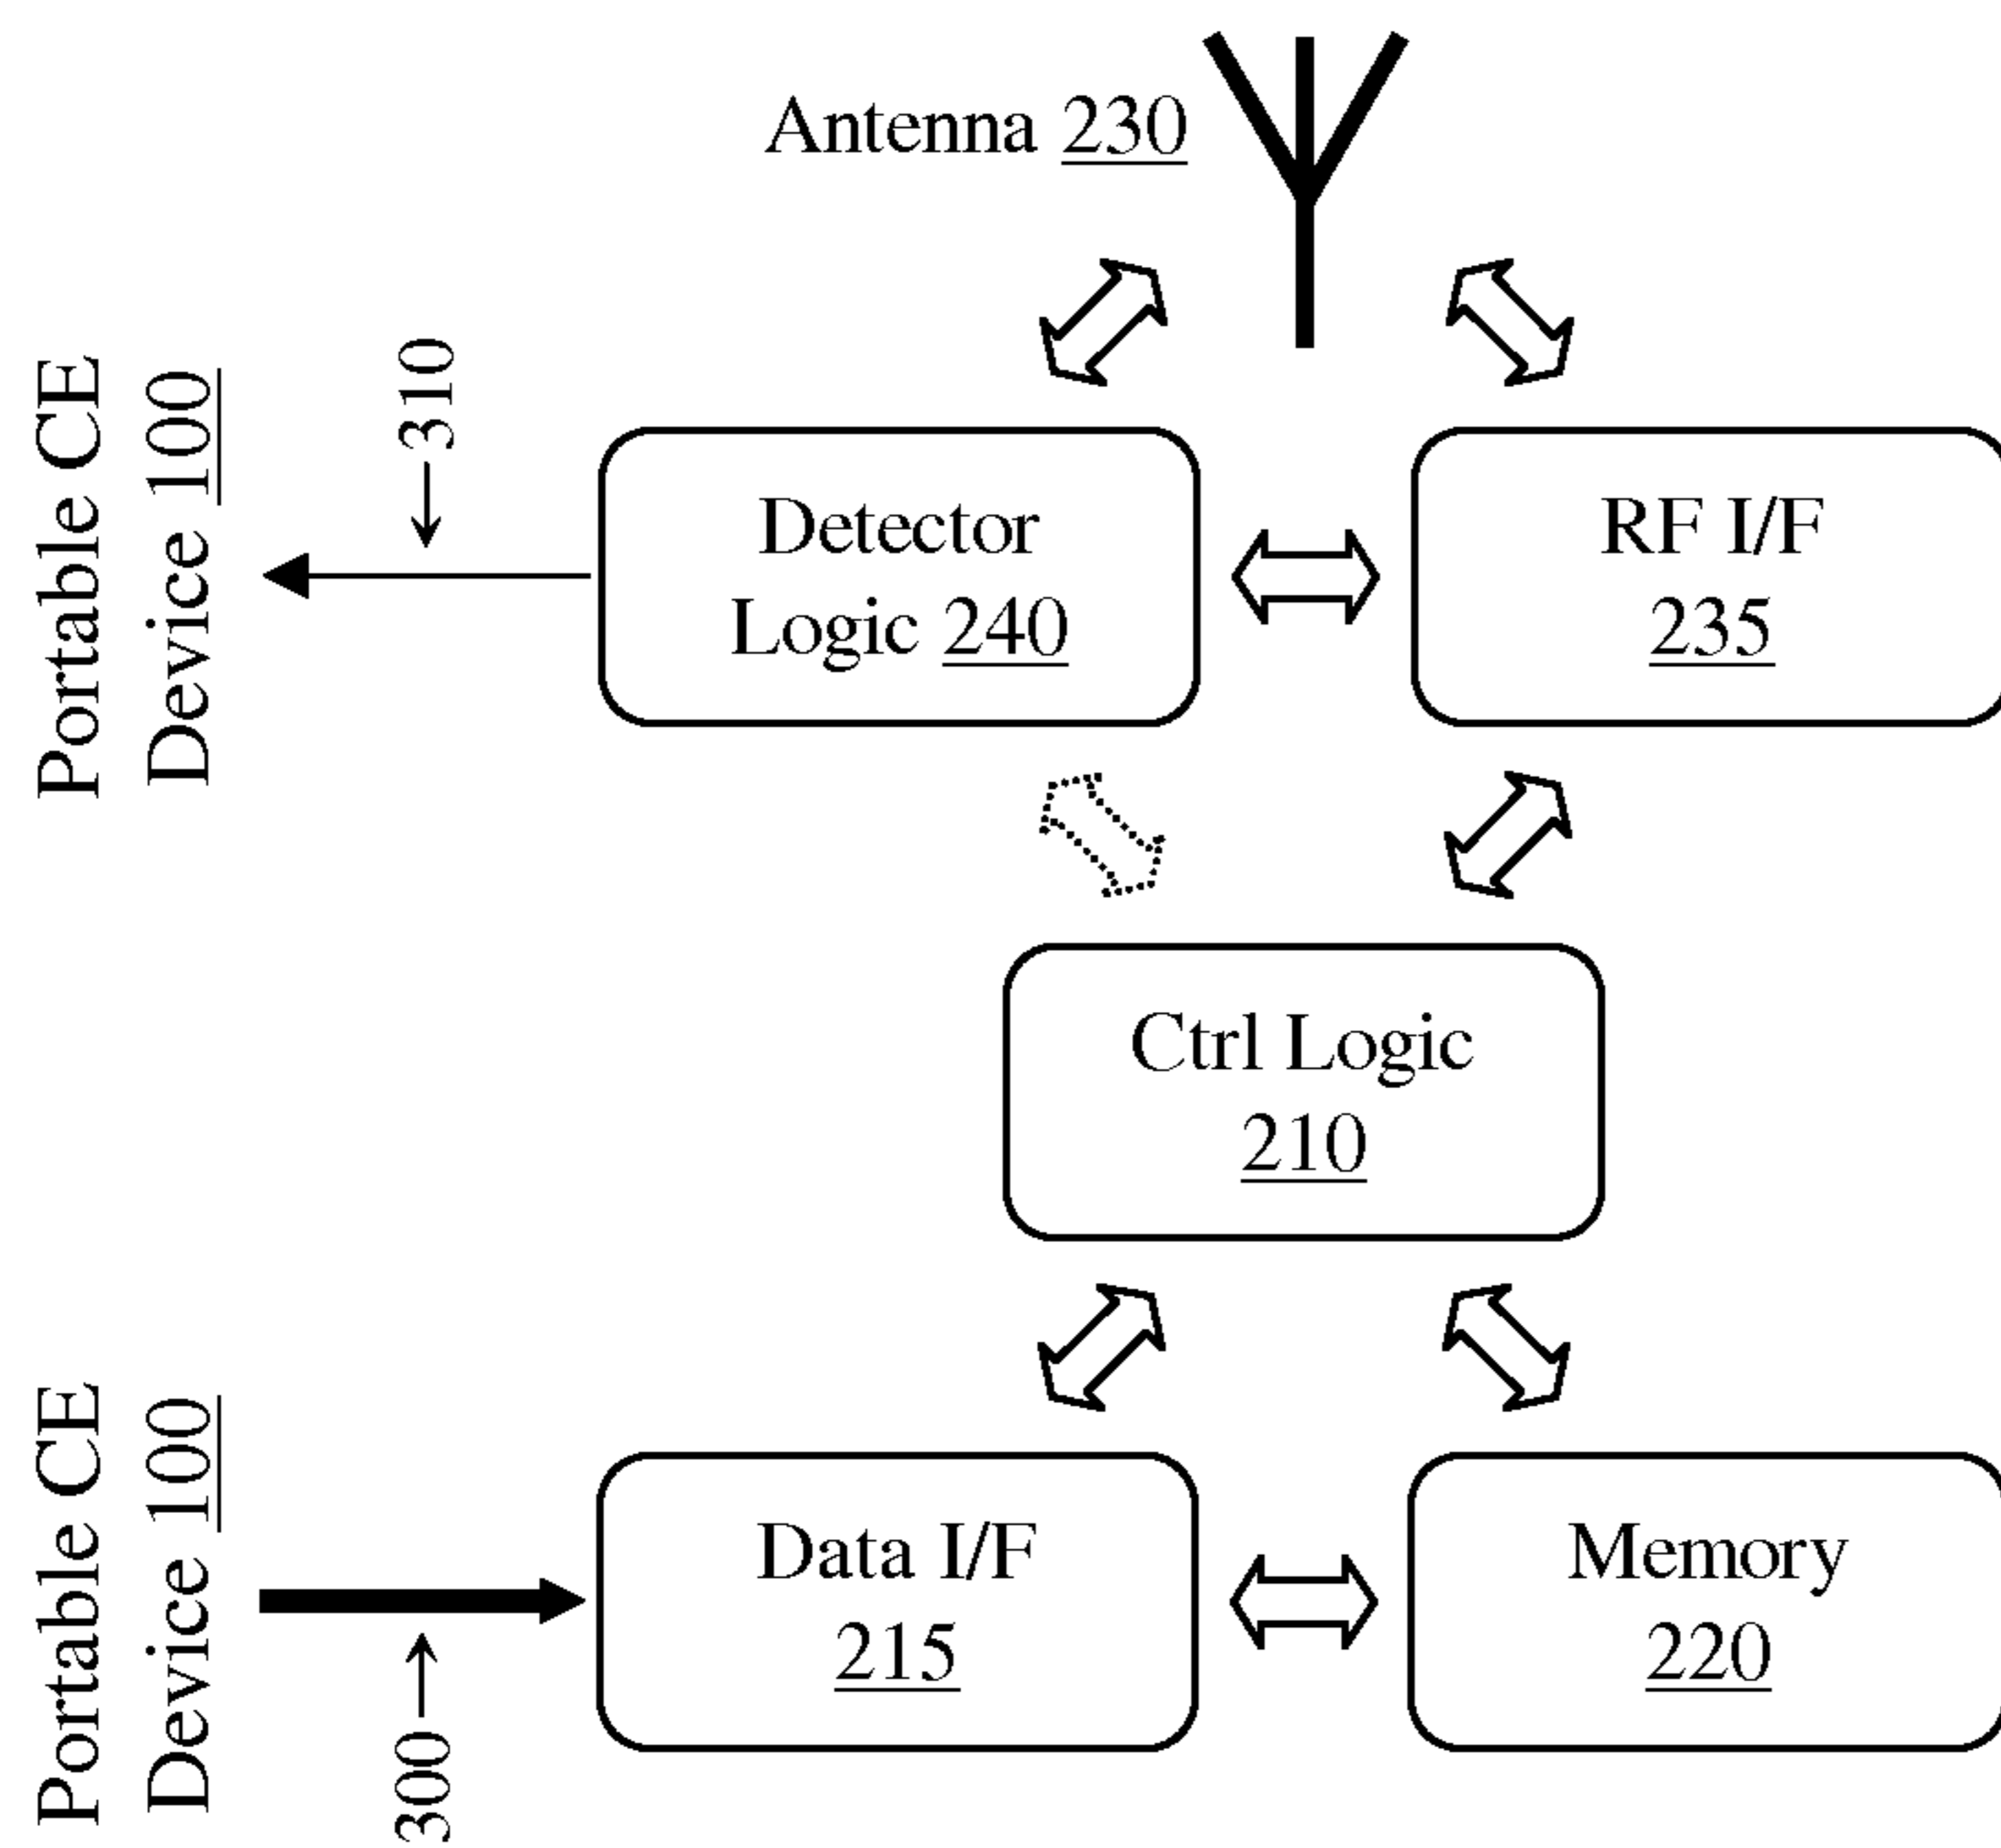 Antenna 230
Portable CE
Device 100
310
Detector
Logic 240
RF I/F
235
Ctrl Logic
210
Portable CE
Device 100
300
Data I/F
215
Memory
220